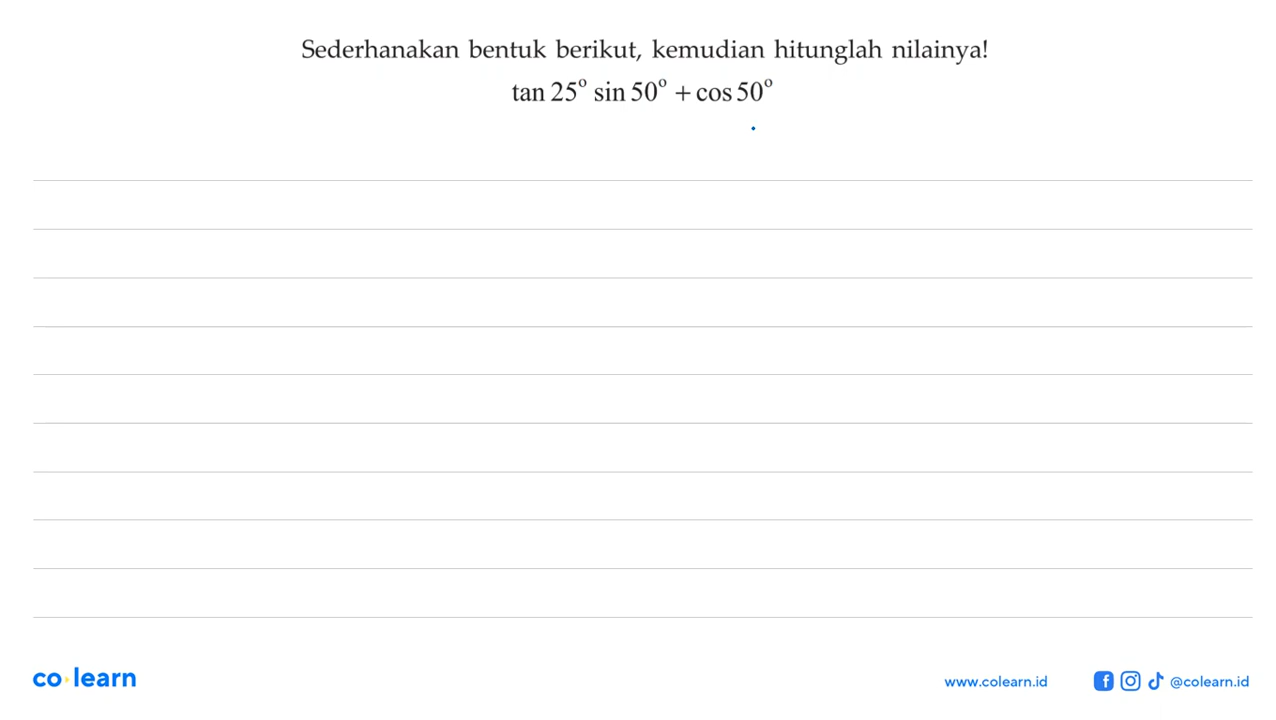 Sederhanakan bentuk berikut, kemudian hitunglah nilainya!
tan 25° sin 50° + cos 50°
co·learn
www.colearn.id @colearn.id